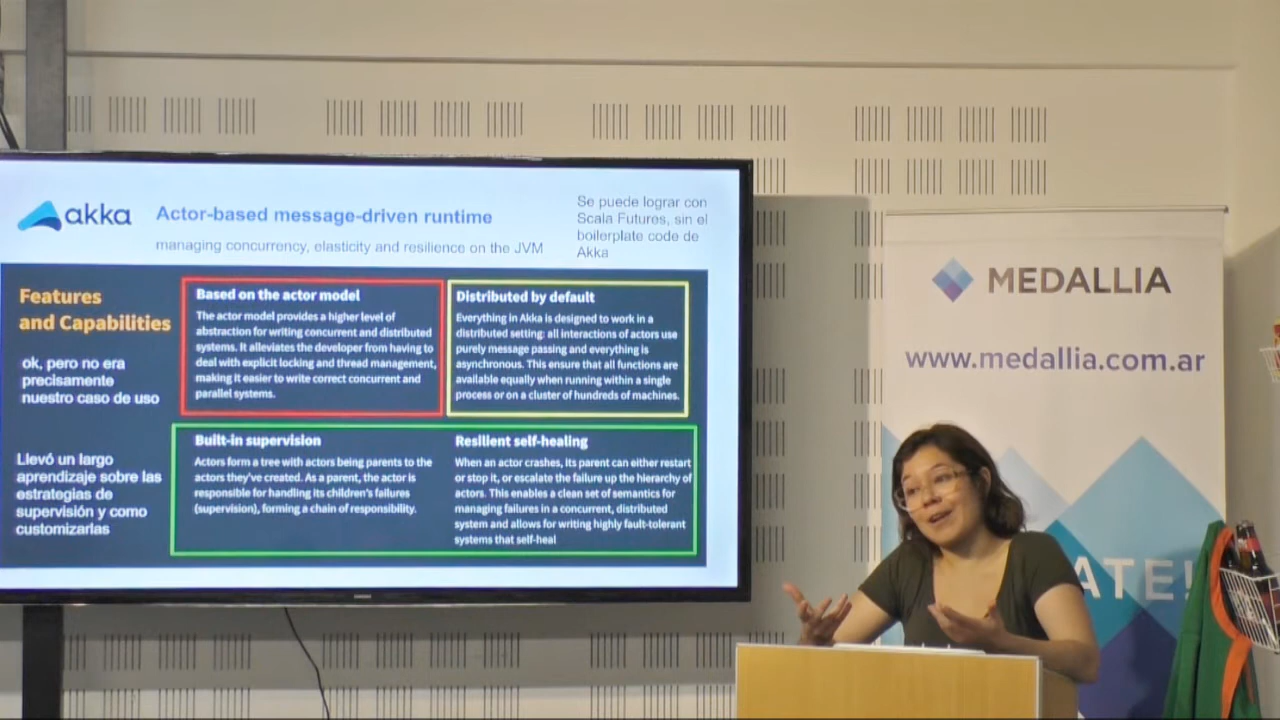 akka
Actor-based message-driven runtime
managing concurrency, elasticity and resilience on the JVM
Se puede lograr con
Scala Futures, sin el
boilerplate code de
Akka
Features
and Capabilities
ok, pero no era
precisamente
nuestro caso de uso
Based on the actor model
The actor model provides a higher level of
abstraction for writing concurrent and distributed
systems. It alleviates the developer from having to
deal with explicit locking and thread management,
making it easier to write correct concurrent and
parallel systems.
Distributed by default
Everything in Akka is designed to work in a
distributed setting: all interactions of actors use
purely message passing and everything is
asynchronous. This ensure that all functions are
available equally when running within a single
process or on a cluster of hundreds of machines.
Llevó un largo
aprendizaje sobre las
estrategias de
supervisión y como
customizarlas
Built-in supervision
Actors form a tree with actors being parents to the
actors they've created. As a parent, the actor is
responsible for handling its children's failures
(supervision), forming a chain of responsibility.
Resilient self-healing
When an actor crashes, its parent can either restart
or stop it, or escalate the failure up the hierarchy of
actors. This enables a clean set of semantics for
managing failures in a concurrent, distributed
system and allows for writing highly fault-tolerant
systems that self-heal
MEDALLIA
www.medallia.com.ar
ATE!